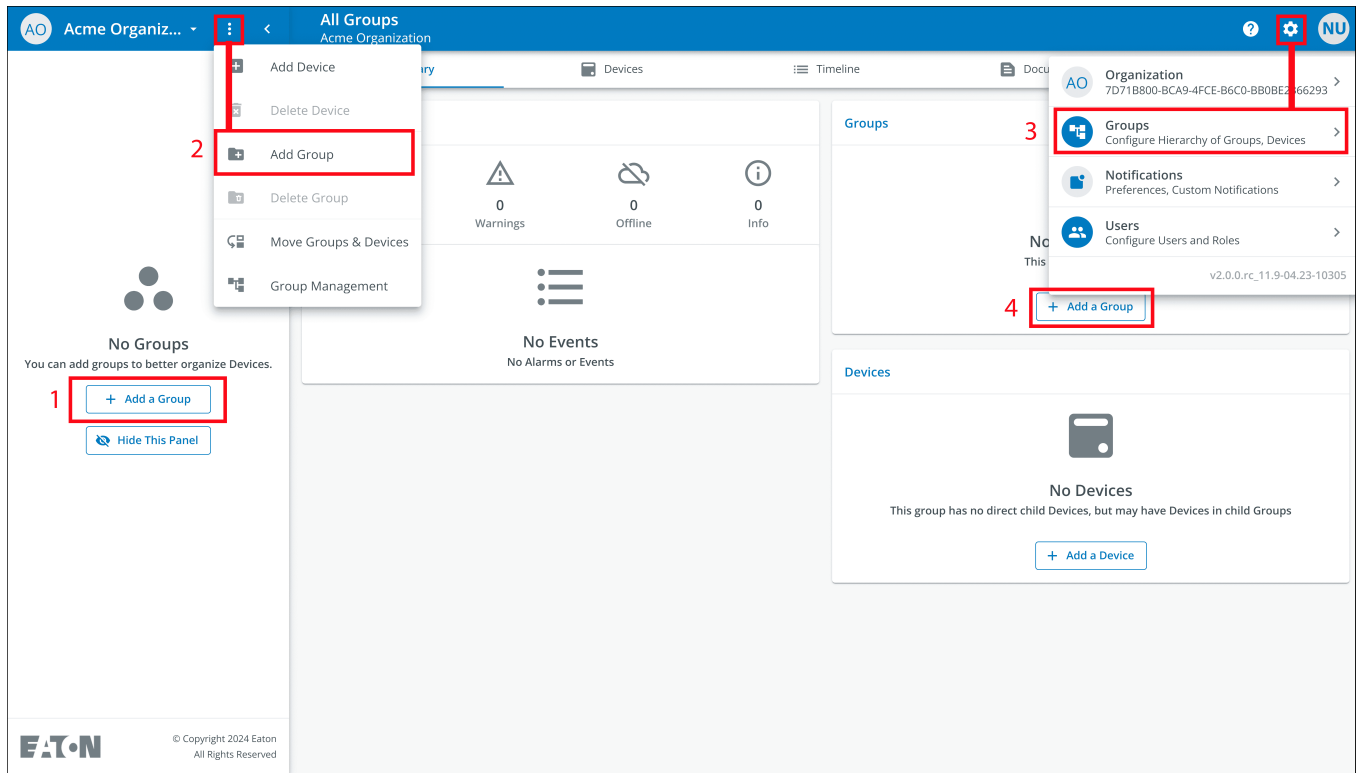 AO
Acme Organiz...
All Groups
Acme Organization
NU
Add Device
Delete Device
2
Add Group
Delete Group
Move Groups & Devices
Group Management
No Groups
You can add groups to better organize Devices.
1
+ Add a Group
Hide This Panel
EATON
© Copyright 2024 Eaton
All Rights Reserved
ry
Devices
Timeline
Docu
0
Warnings
0
Offline
0
Info
No Events
No Alarms or Events
Groups
No
This
4
+ Add a Group
AO
Organization
7D71B800-BCA9-4FCE-B6C0-BB0BE2 66293
3
Groups
Configure Hierarchy of Groups, Devices
Notifications
Preferences, Custom Notifications
Users
Configure Users and Roles
v2.0.0.rc_11.9-04.23-10305
Devices
No Devices
This group has no direct child Devices, but may have Devices in child Groups
+ Add a Device